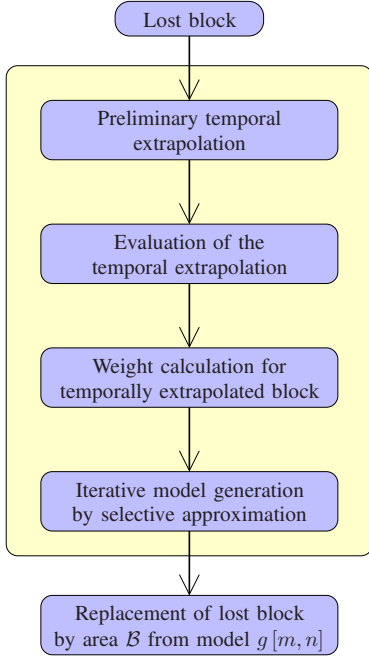 Lost block
Preliminary temporal
extrapolation
Evaluation of the
temporal extrapolation
Weight calculation for
temporally extrapolated block
Iterative model generation
by selective approximation
Replacement of lost block
by area ℬ from model g [m, n]